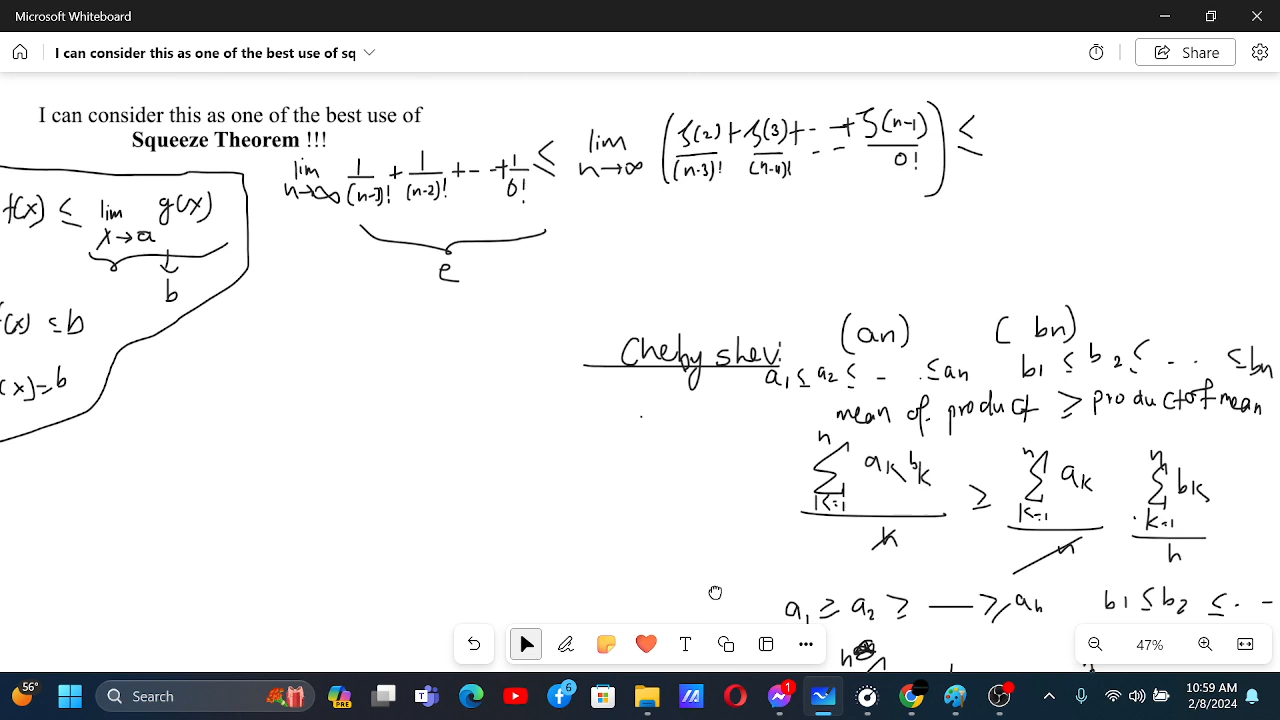 Microsoft Whiteboard
I can consider this as one of the best use of sq
Share
I can consider this as one of the best use of
Squeeze Theorem !!!
lim n→∞ 1/(n-3)! + 1/(n-2)! + - - + 1/0! ≤ lim n→∞ (ζ(2)/(n-3)! + ζ(3)/(n-4)! + - - - + ζ(n-1)/0!) ≤
e
f(x) ≤ lim x→a g(x)
b
f(x) ≤ b
(x) = b
Chebyshev:
(an) (bn)
a1 ≤ a2 ≤ - . ≤ an b1 ≤ b2 ≤ - .. ≤ bn
mean of product ≥ product of mean
n Σ k=1 ak bk / n ≥ n Σ k=1 ak / n n Σ k=1 bk / n
a1 ≥ a2 ≥ — ≥ an b1 ≤ b2 ≤ . . -
47%
56°
Search
PRE
6
1
10:59 AM
2/8/2024